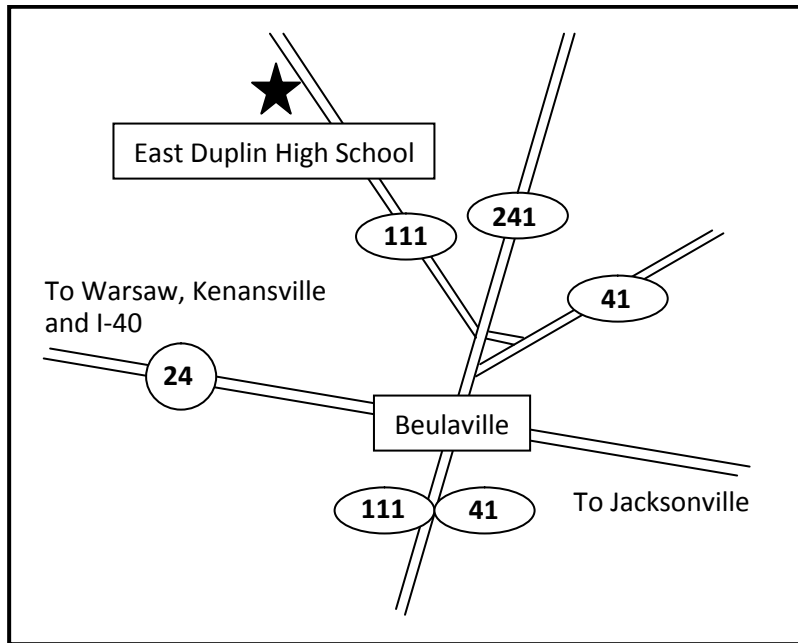 East Duplin High School
241
111
41
To Warsaw, Kenansville
and I-40
24
Beulaville
111
41
To Jacksonville